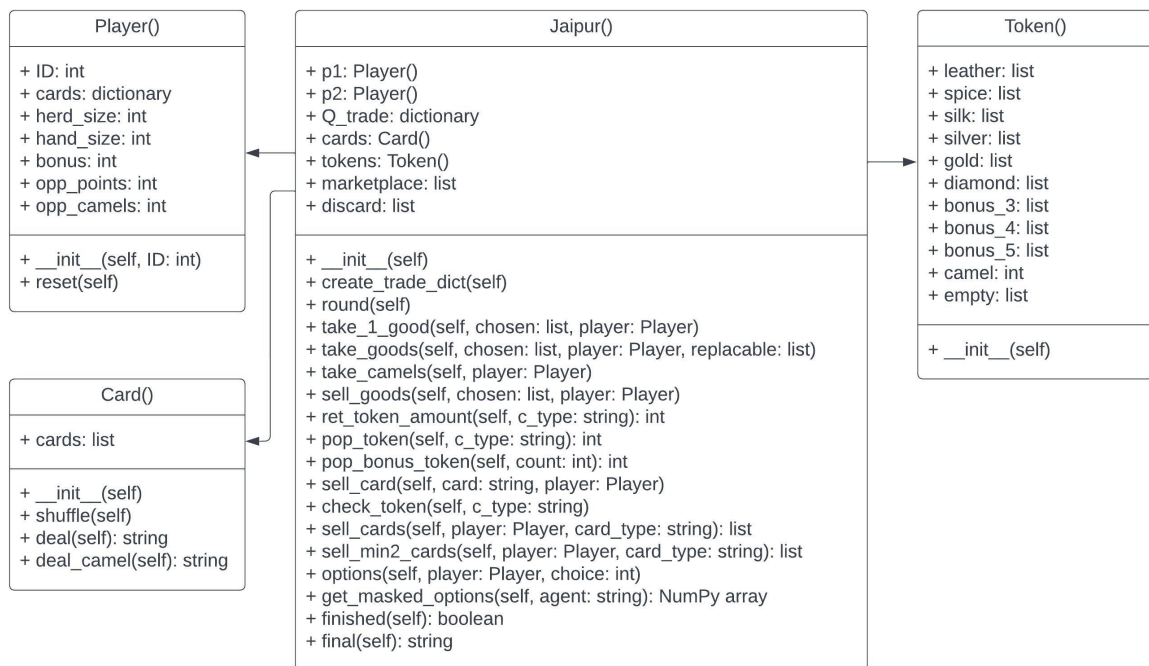 Player()
+ ID: int
+ cards: dictionary
+ herd_size: int
+ hand_size: int
+ bonus: int
+ opp_points: int
+ opp_camels: int
+ __init__(self, ID: int)
+ reset(self)
Card()
+ cards: list
+ __init__(self)
+ shuffle(self)
+ deal(self): string
+ deal_camel(self): string
Jaipur()
+ p1: Player()
+ p2: Player()
+ Q_trade: dictionary
+ cards: Card()
+ tokens: Token()
+ marketplace: list
+ discard: list
+ __init__(self)
+ create_trade_dict(self)
+ round(self)
+ take_1_good(self, chosen: list, player: Player)
+ take_goods(self, chosen: list, player: Player, replacable: list)
+ take_camels(self, player: Player)
+ sell_goods(self, chosen: list, player: Player)
+ ret_token_amount(self, c_type: string): int
+ pop_token(self, c_type: string): int
+ pop_bonus_token(self, count: int): int
+ sell_card(self, card: string, player: Player)
+ check_token(self, c_type: string)
+ sell_cards(self, player: Player, card_type: string): list
+ sell_min2_cards(self, player: Player, card_type: string): list
+ options(self, player: Player, choice: int)
+ get_masked_options(self, agent: string): NumPy array
+ finished(self): boolean
+ final(self): string
Token()
+ leather: list
+ spice: list
+ silk: list
+ silver: list
+ gold: list
+ diamond: list
+ bonus_3: list
+ bonus_4: list
+ bonus_5: list
+ camel: int
+ empty: list
+ __init__(self)